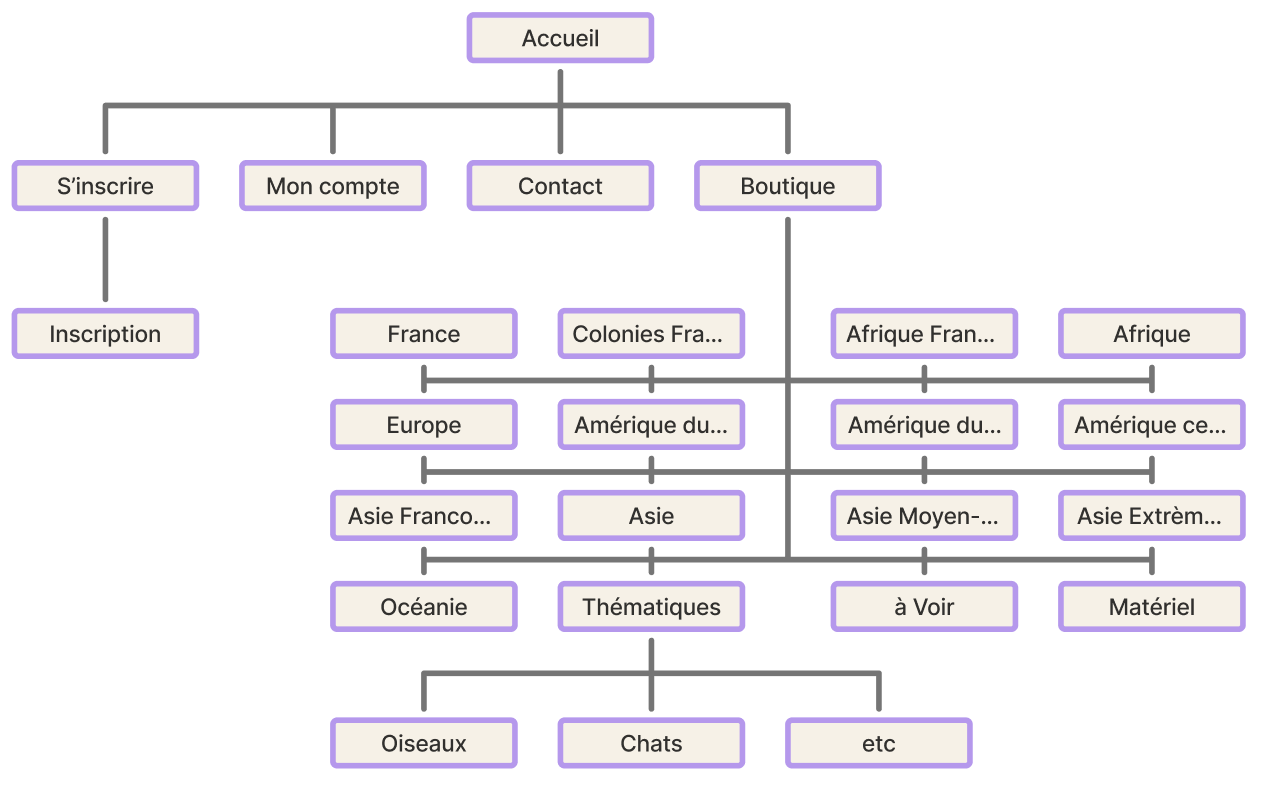 Accueil
S’inscrire
Mon compte
Contact
Boutique
Inscription
France
Colonies Fra...
Afrique Fran...
Afrique
Europe
Amérique du...
Amérique du...
Amérique ce...
Asie Franco...
Asie
Asie Moyen-...
Asie Extrèm...
Océanie
Thématiques
à Voir
Matériel
Oiseaux
Chats
etc